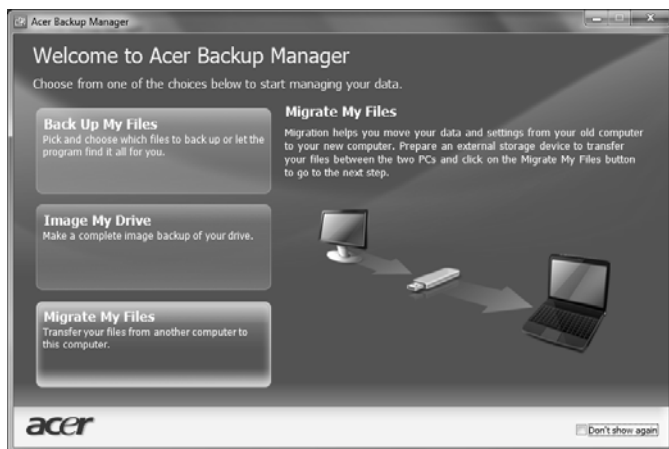 Acer Backup Manager
Welcome to Acer Backup Manager
Choose from one of the choices below to start managing your data.
Back Up My Files
Pick and choose which files to back up or let the
program find it all for you.
Image My Drive
Make a complete image backup of your drive.
Migrate My Files
Transfer your files from another computer to
this computer.
Migrate My Files
Migration helps you move your data and settings from your old computer
to your new computer. Prepare an external storage device to transfer
your files between the two PCs and click on the Migrate My Files button
to go to the next step.
acer
Don't show again